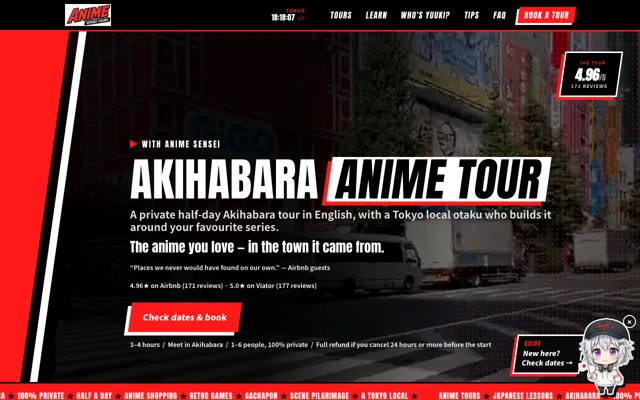 ANIME
TOKYO
18:18:07 JST
TOURS
LEARN
WHO'S YUUKI?
TIPS
FAQ
BOOK A TOUR
THE TOUR
4.96/5
171 REVIEWS
GiGO
WITH ANIME SENSEI
AKIHABARA ANIME TOUR
A private half-day Akihabara tour in English, with a Tokyo local otaku who builds it
around your favourite series.
The anime you love – in the town it came from.
"Places we never would have found on our own." — Airbnb guests
4.96★ on Airbnb (171 reviews) · 5.0★ on Viator (177 reviews)
Check dates & book
3–4 hours / Meet in Akihabara / 1–6 people, 100% private / Full refund if you cancel 24 hours or more before the start
GUIDE
New here?
Check dates →
×
A ★ 100% PRIVATE ★ HALF A DAY ★ ANIME SHOPPING ★ RETRO GAMES ★ GACHAPON ★ SCENE PILGRIMAGE ★ A TOKYO LOCAL ★ ANIME TOURS ★ JAPANESE LESSONS ★ AKIHABARA